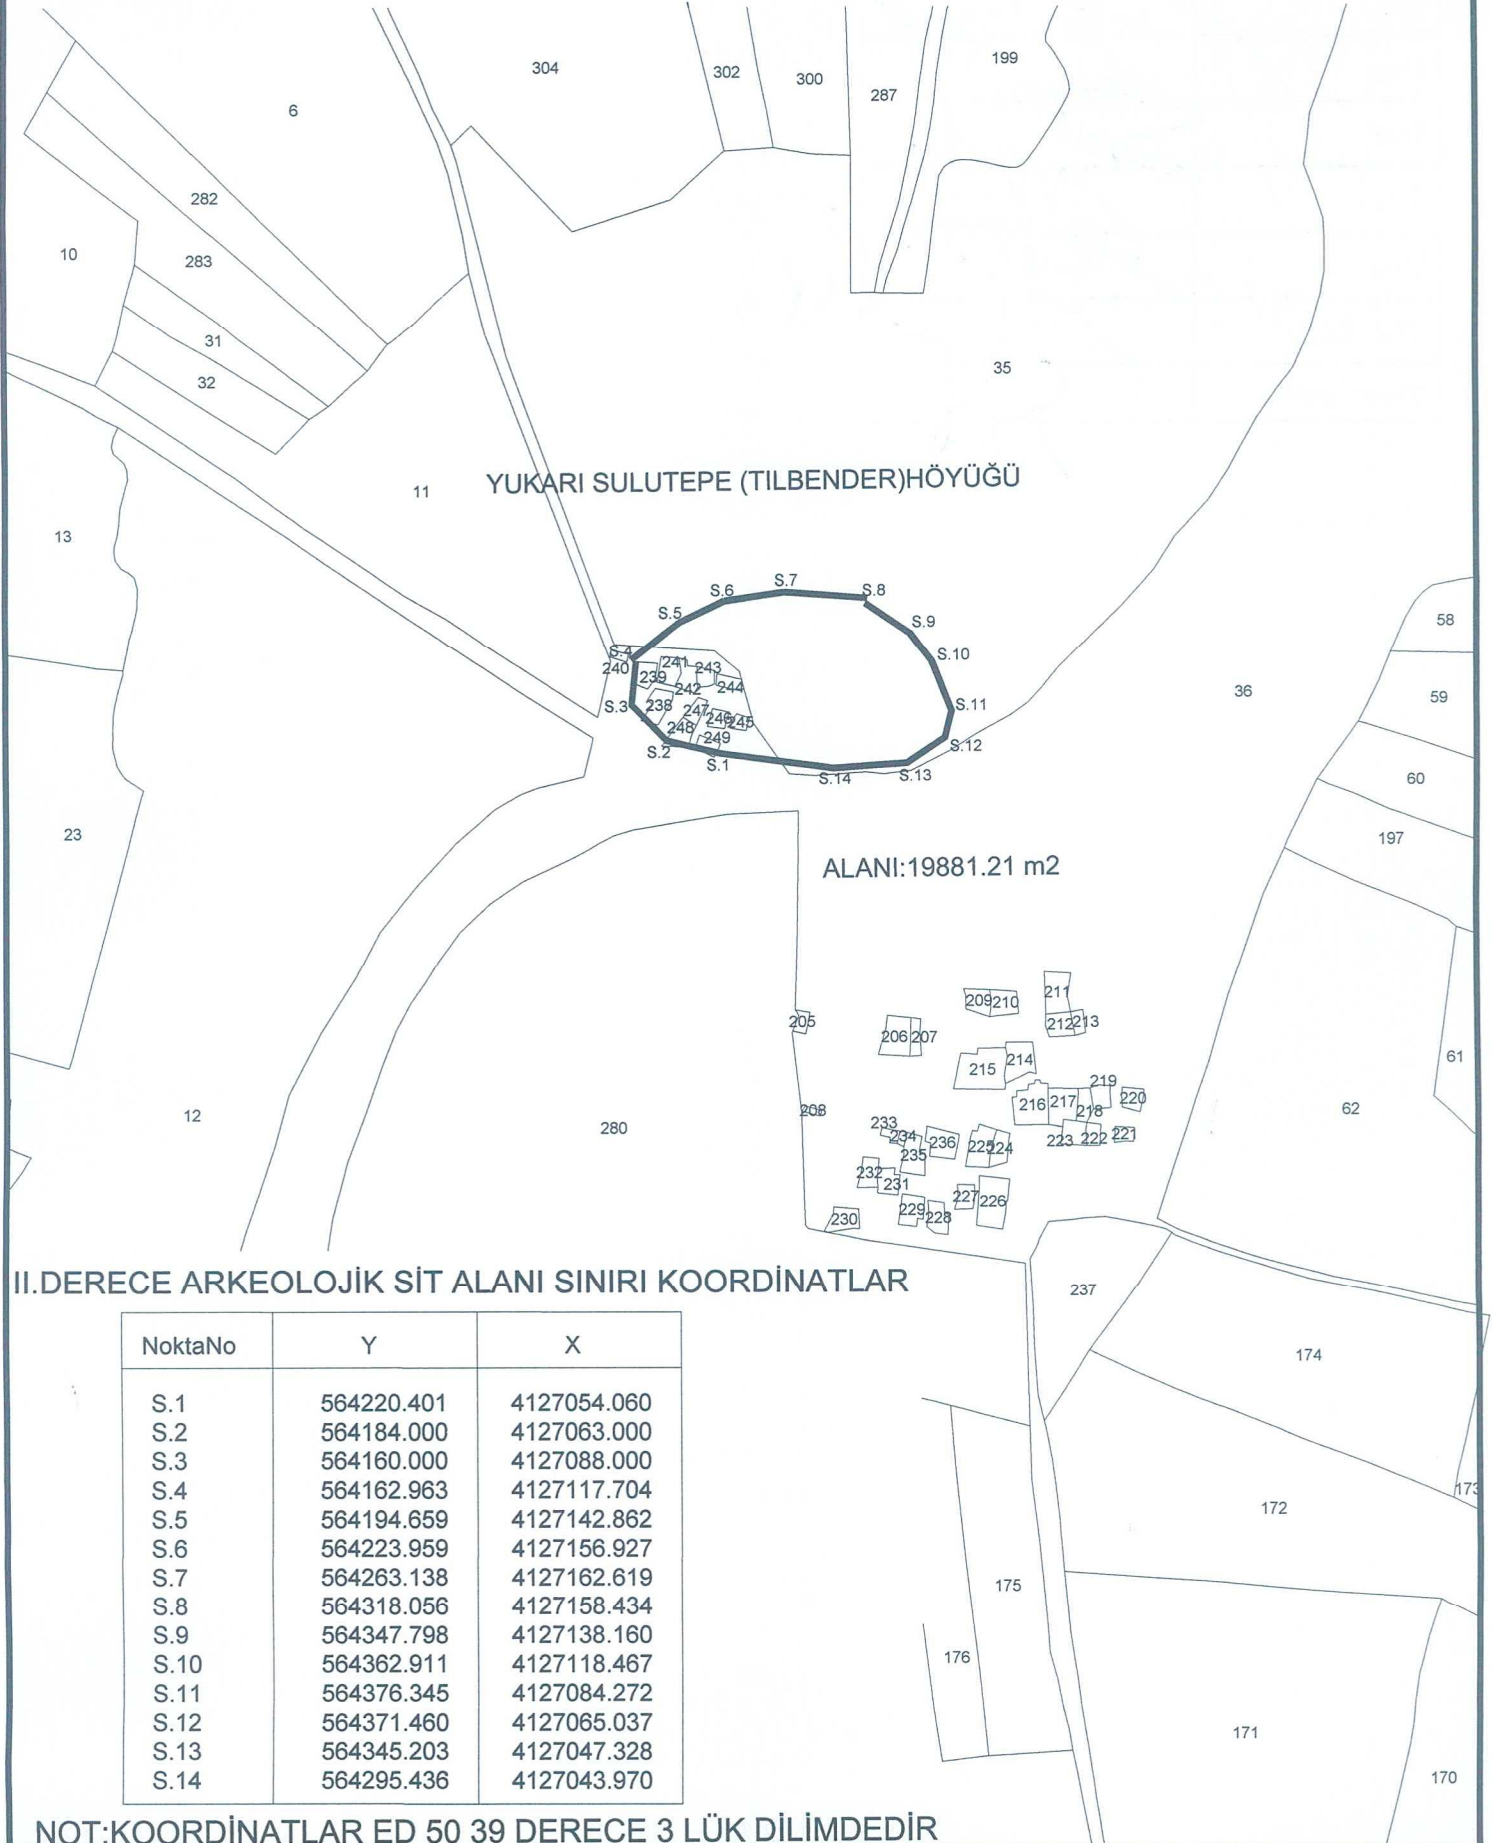 304
302
300
287
199
6
282
10
283
31
32
35
11
YUKARI SULUTEPE (TILBENDER)HÖYÜĞÜ
13
S.7
S.8
S.6
S.5
S.9
58
S.4
S.10
240
241
243
239
242
244
36
59
S.3
238
247
S.11
246
245
248
249
S.2
S.1
S.12
S.14
S.13
60
23
197
ALANI:19881.21 m2
209
210
211
205
206
207
212
213
215
214
61
219
216
217
220
12
208
280
218
62
233
234
236
225
224
223
222
221
235
232
231
227
226
229
228
230
II.DERECE ARKEOLOJİK SİT ALANI SINIRI KOORDİNATLAR
237
174
NoktaNo Y X
S.1 564220.401 4127054.060
S.2 564184.000 4127063.000
S.3 564160.000 4127088.000
S.4 564162.963 4127117.704
S.5 564194.659 4127142.862
S.6 564223.959 4127156.927
S.7 564263.138 4127162.619
S.8 564318.056 4127158.434
S.9 564347.798 4127138.160
S.10 564362.911 4127118.467
S.11 564376.345 4127084.272
S.12 564371.460 4127065.037
S.13 564345.203 4127047.328
S.14 564295.436 4127043.970
173
172
175
176
171
170
NOT:KOORDİNATLAR ED 50 39 DERECE 3 LÜK DİLİMDEDİR